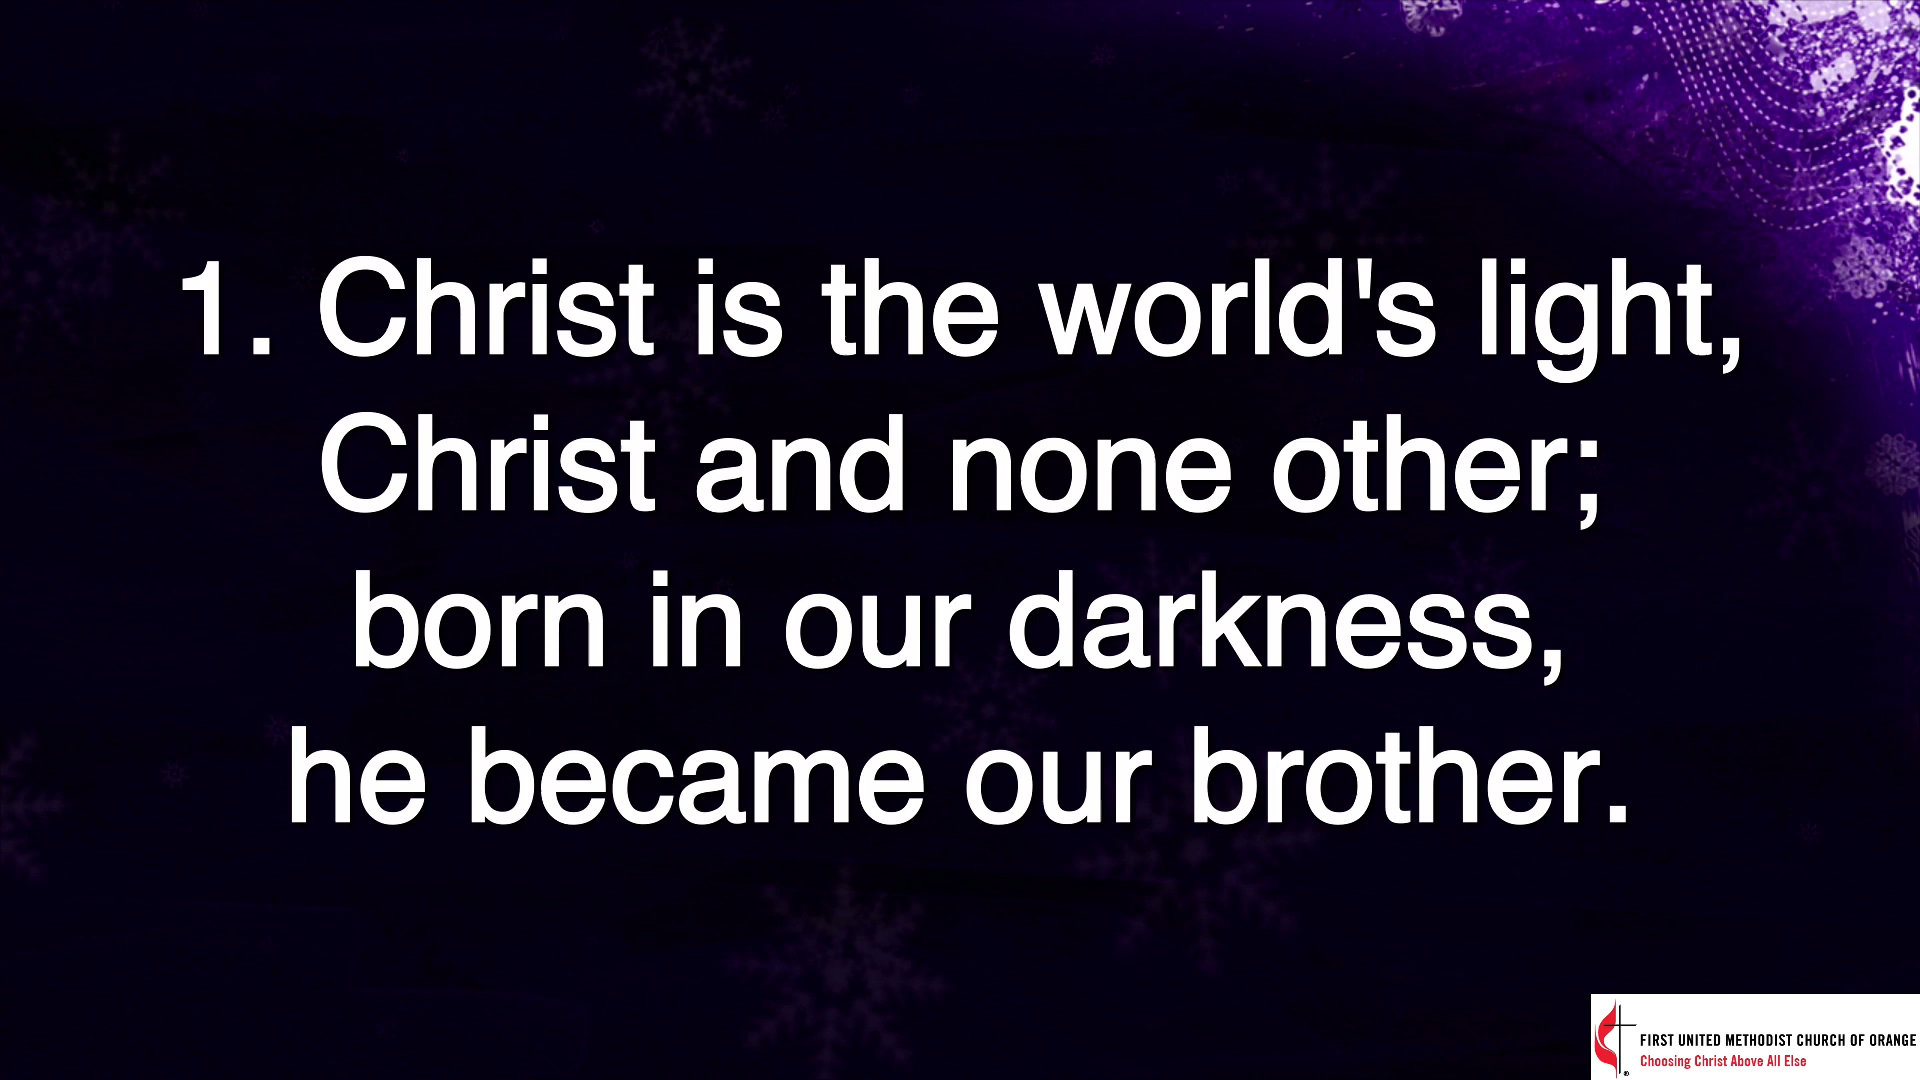 1. Christ is the world's light,
Christ and none other;
born in our darkness,
he became our brother.
FIRST UNITED METHODIST CHURCH OF ORANGE
Choosing Christ Above All Else